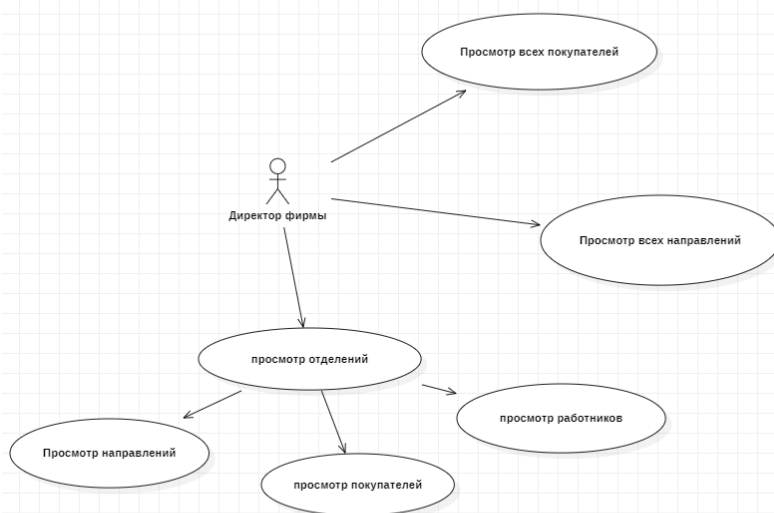 Просмотр всех покупателей
Директор фирмы
Просмотр всех направлений
просмотр отделений
просмотр работников
Просмотр направлений
просмотр покупателей